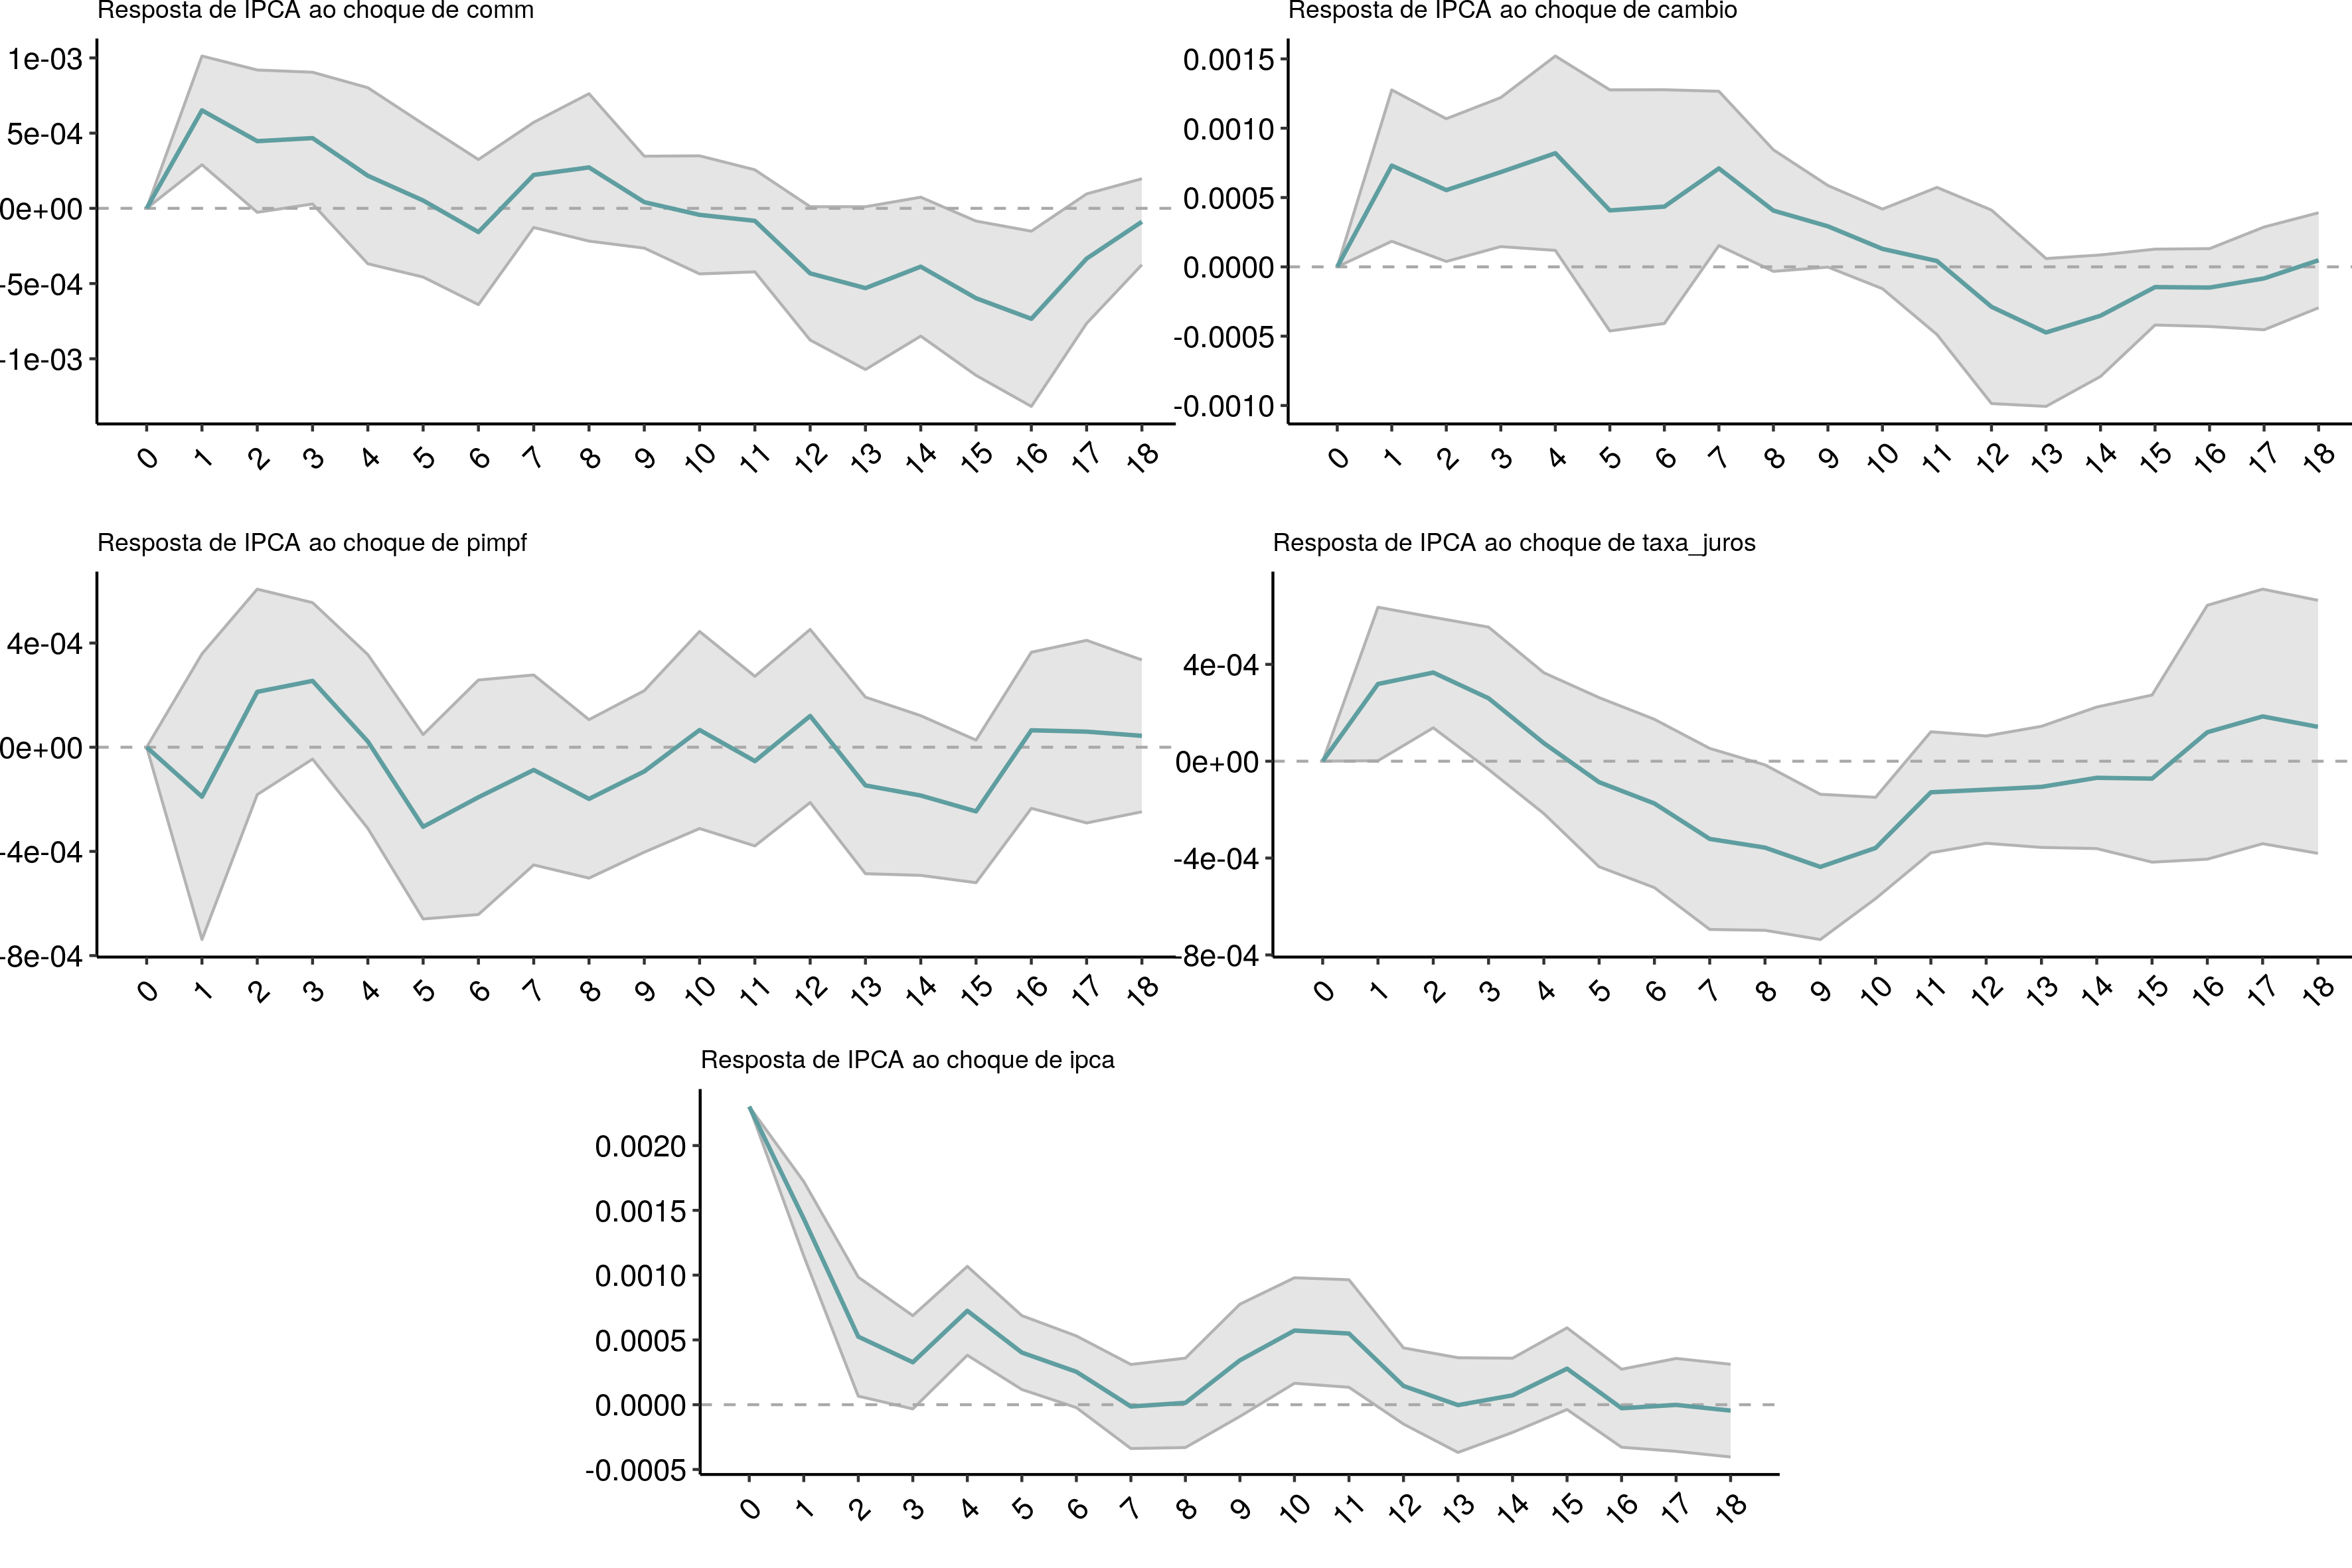 Resposta de IPCA ao choque de comm
1e-03
5e-04
0e+00
-5e-04
-1e-03
0 1 2 3 4 5 6 7 8 9 10 11 12 13 14 15 16 17 18
Resposta de IPCA ao choque de cambio
0.0015
0.0010
0.0005
0.0000
-0.0005
-0.0010
0 1 2 3 4 5 6 7 8 9 10 11 12 13 14 15 16 17 18
Resposta de IPCA ao choque de pimpf
4e-04
0e+00
-4e-04
-8e-04
0 1 2 3 4 5 6 7 8 9 10 11 12 13 14 15 16 17 18
Resposta de IPCA ao choque de taxa_juros
4e-04
0e+00
-4e-04
-8e-04
0 1 2 3 4 5 6 7 8 9 10 11 12 13 14 15 16 17 18
Resposta de IPCA ao choque de ipca
0.0020
0.0015
0.0010
0.0005
0.0000
-0.0005
0 1 2 3 4 5 6 7 8 9 10 11 12 13 14 15 16 17 18